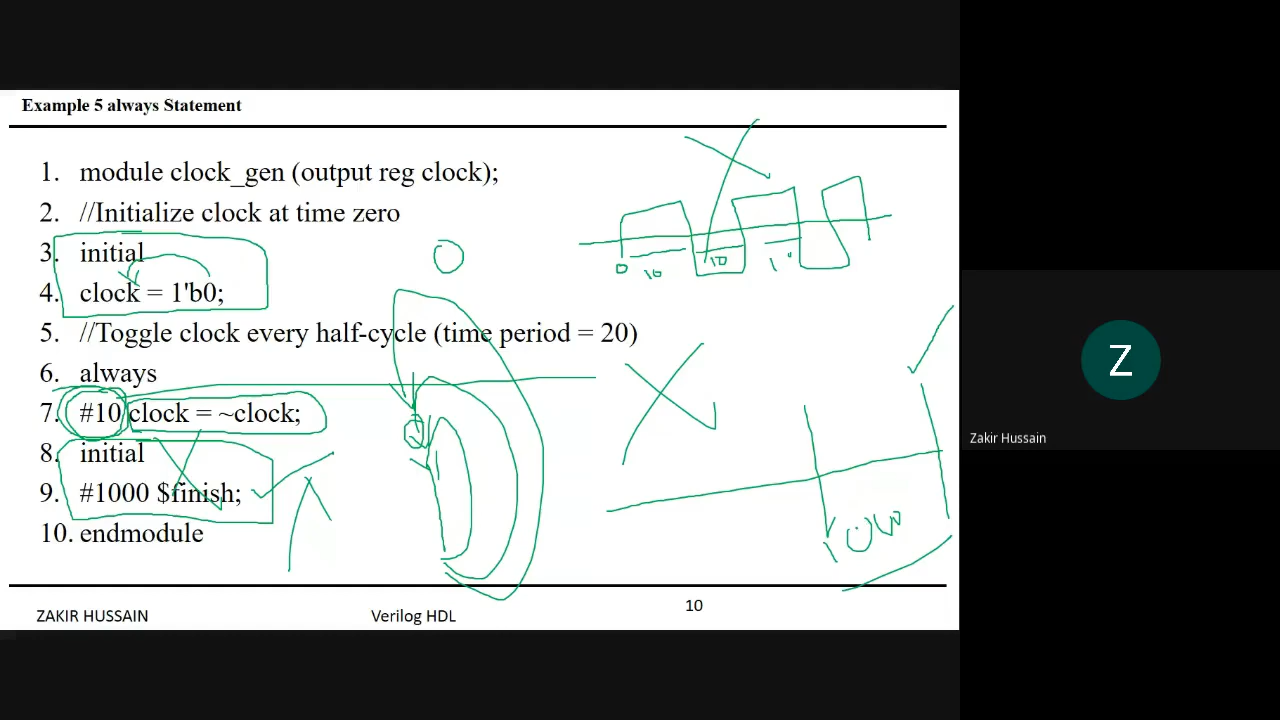 Example 5 always Statement
1. module clock_gen (output reg clock);
2. //Initialize clock at time zero
3. initial
4. clock = 1'b0;
5. //Toggle clock every half-cycle (time period = 20)
6. always
7. #10 clock = ~clock;
8. initial
9. #1000 $finish;
10. endmodule
0
0 10 10
ZAKIR HUSSAIN Verilog HDL 10
Z
Zakir Hussain